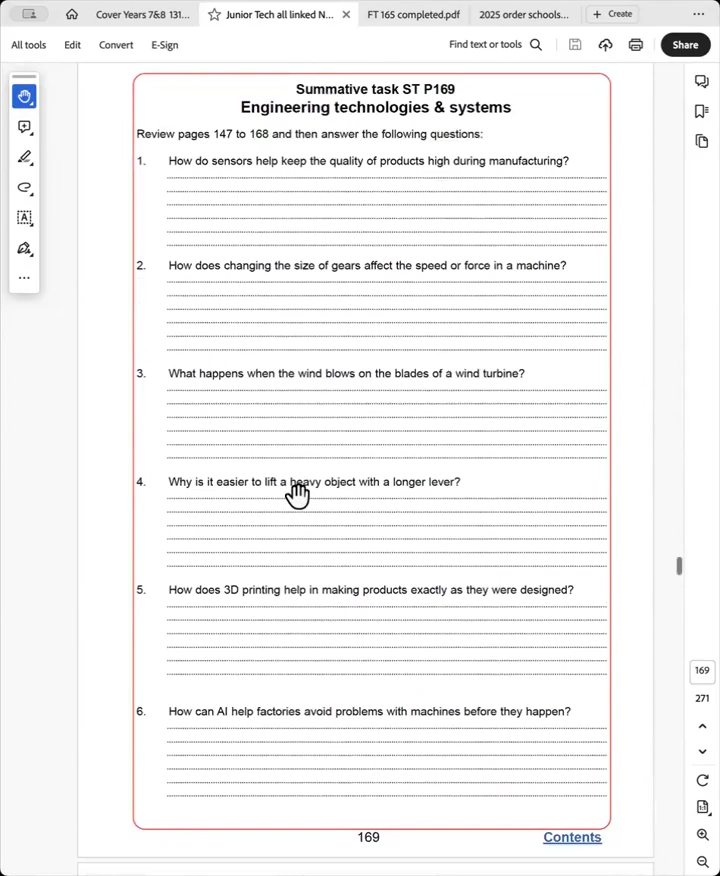 Cover Years 7&8 131...
Junior Tech all linked N...
FT 165 completed.pdf
2025 order schools...
+ Create
All tools
Edit
Convert
E-Sign
Find text or tools
Share
Summative task ST P169
Engineering technologies & systems
Review pages 147 to 168 and then answer the following questions:
1. How do sensors help keep the quality of products high during manufacturing?
2. How does changing the size of gears affect the speed or force in a machine?
3. What happens when the wind blows on the blades of a wind turbine?
4. Why is it easier to lift a heavy object with a longer lever?
5. How does 3D printing help in making products exactly as they were designed?
6. How can AI help factories avoid problems with machines before they happen?
169
Contents
169
271